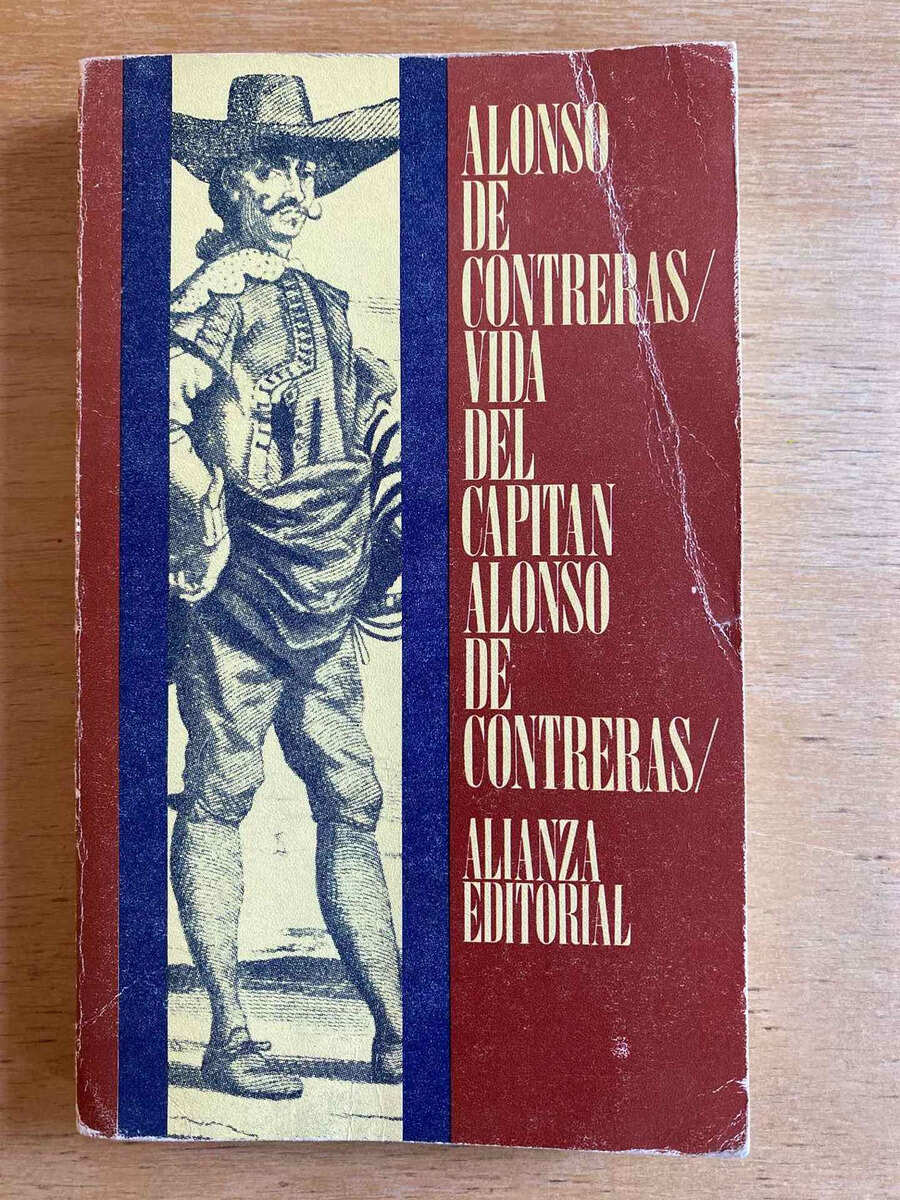 ALONSO
DE
CONTRERAS/
VIDA
DEL
CAPITAN
ALONSO
DE
CONTRERAS/
ALIANZA
EDITORIAL